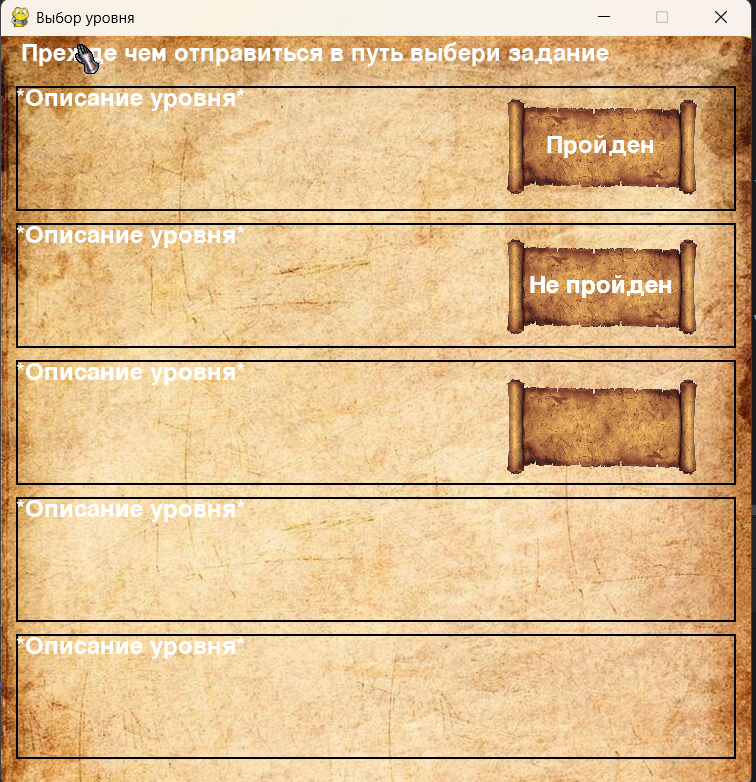 Выбор уровня
Прежде чем отправиться в путь выбери задание
*Описание уровня*
Пройден
*Описание уровня*
Не пройден
*Описание уровня*
*Описание уровня*
*Описание уровня*